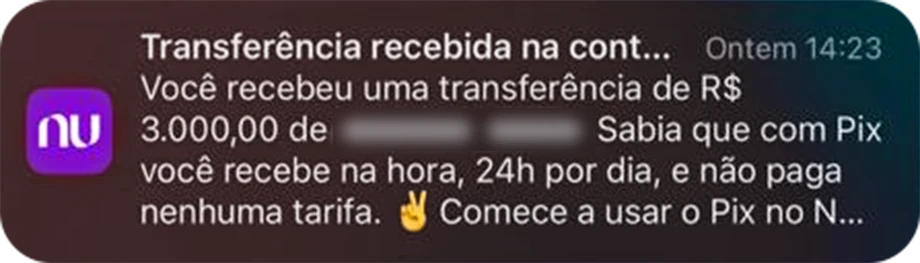 Transferência recebida na cont... Ontem 14:23
Você recebeu uma transferência de R$
3.000,00 de Sabia que com Pix
você recebe na hora, 24h por dia, e não paga
nenhuma tarifa. ✌️ Comece a usar o Pix no N...
nu